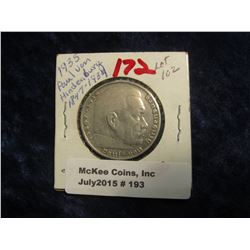 1935
Paul von
Hindenburg
1847-1934
172
Lot
102
McKee Coins, Inc
July2015 # 193